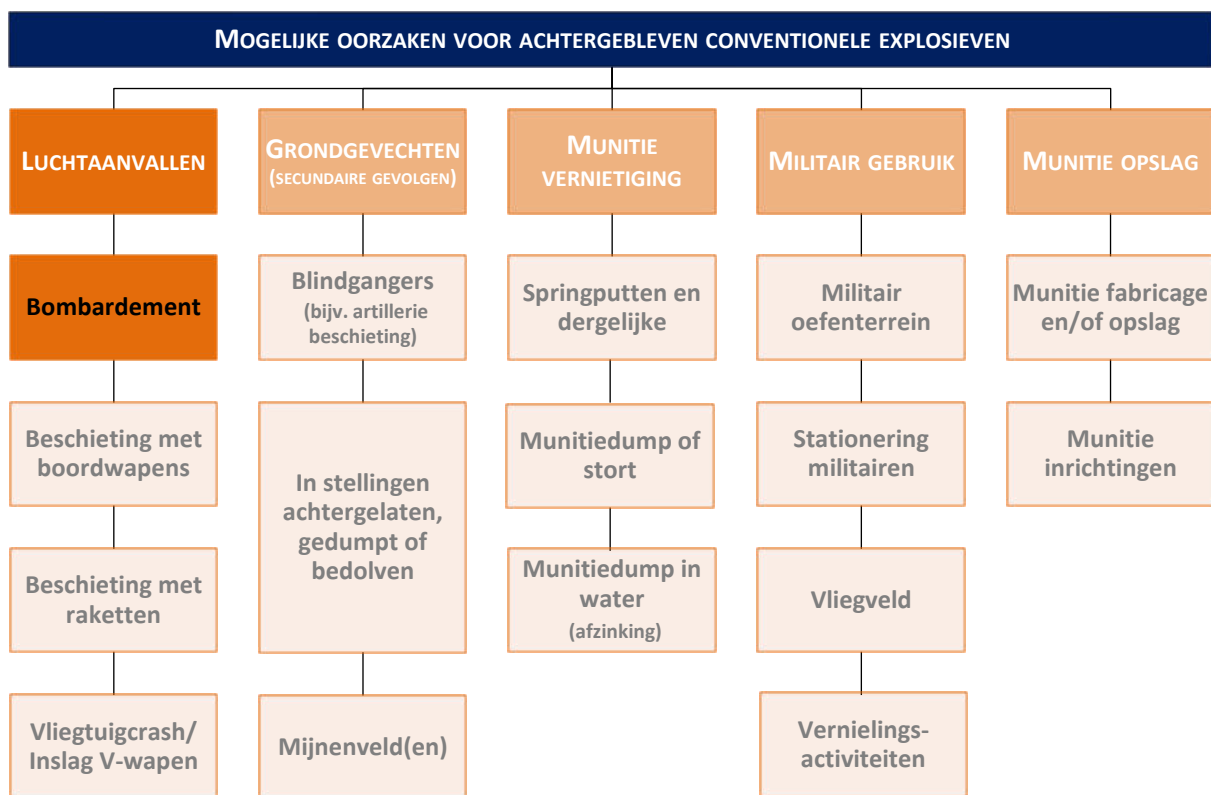 MOGELIJKE OORZAKEN VOOR ACHTERGEBLEVEN CONVENTIONELE EXPLOSIEVEN
LUCHTAANVALLEN
Bombardement
Beschieting met
boordwapens
Beschieting met
raketten
Vliegtuigcrash/
Inslag V-wapen
GRONDGEVECHTEN
(SECUNDAIRE GEVOLGEN)
Blindgangers
(bijv. artillerie
beschieting)
In stellingen
achtergelaten,
gedumpt of
bedolven
Mijnenveld(en)
MUNITIE
VERNIETIGING
Springputten en
dergelijke
Munitiedump of
stort
Munitiedump in
water
(afzinking)
MILITAIR GEBRUIK
Militair
oefenterrein
Stationering
militairen
Vliegveld
Vernielings-
activiteiten
MUNITIE OPSLAG
Munitie fabricage
en/of opslag
Munitie
inrichtingen